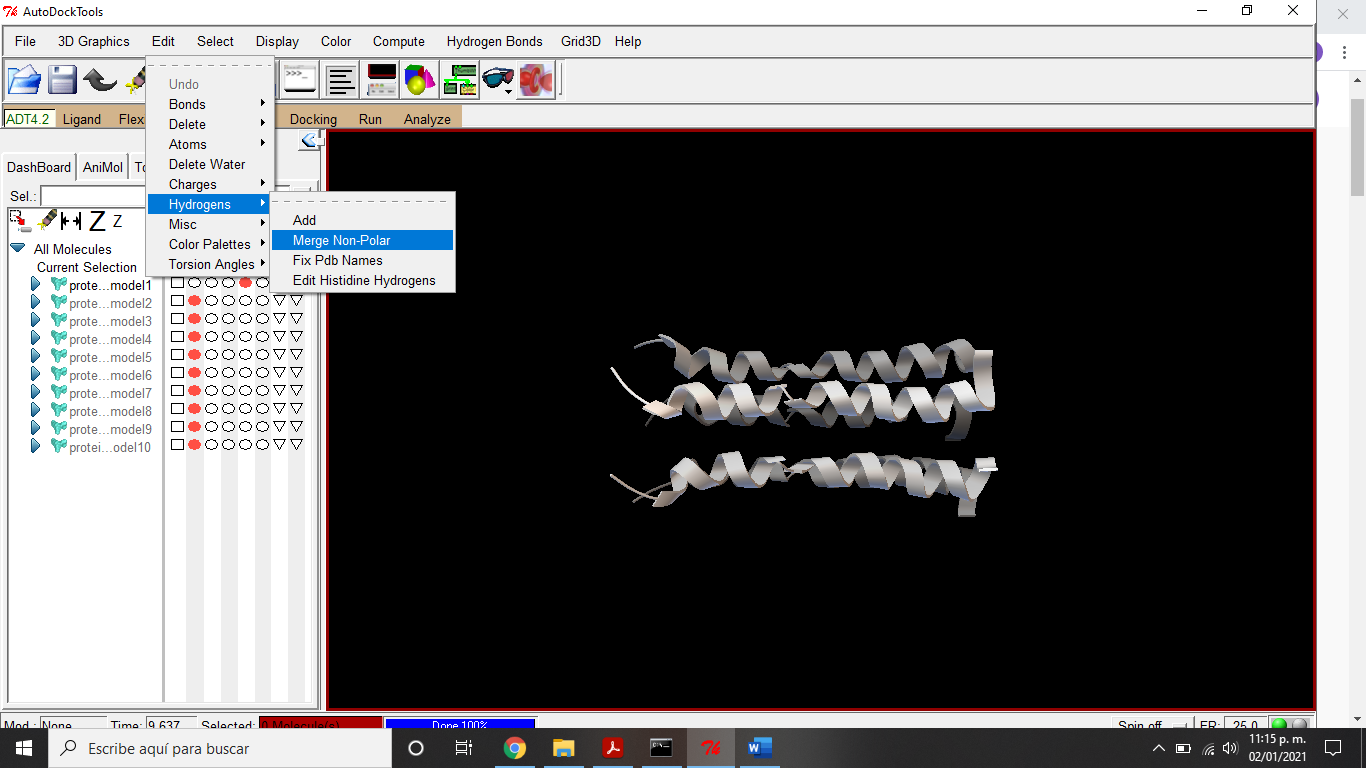 AutoDockTools
File 3D Graphics Edit Select Display Color Compute Hydrogen Bonds Grid3D Help
Undo
Bonds
Delete
Atoms
Delete Water
Charges
Hydrogens
Misc
Color Palettes
Torsion Angles
Add
Merge Non-Polar
Fix Pdb Names
Edit Histidine Hydrogens
ADT4.2 Ligand Flex Docking Run Analyze
DashBoard AniMol To
Sel.:
Z Z
All Molecules
Current Selection
prote...model1
prote...model2
prote...model3
prote...model4
prote...model5
prote...model6
prote...model7
prote...model8
prote...model9
protei...odel10
Mod.: None Time: 9.637 Selected: 0 Molecule(s) Done 100% Spin off FR: 25.0
Escribe aquí para buscar
11:15 p. m.
02/01/2021